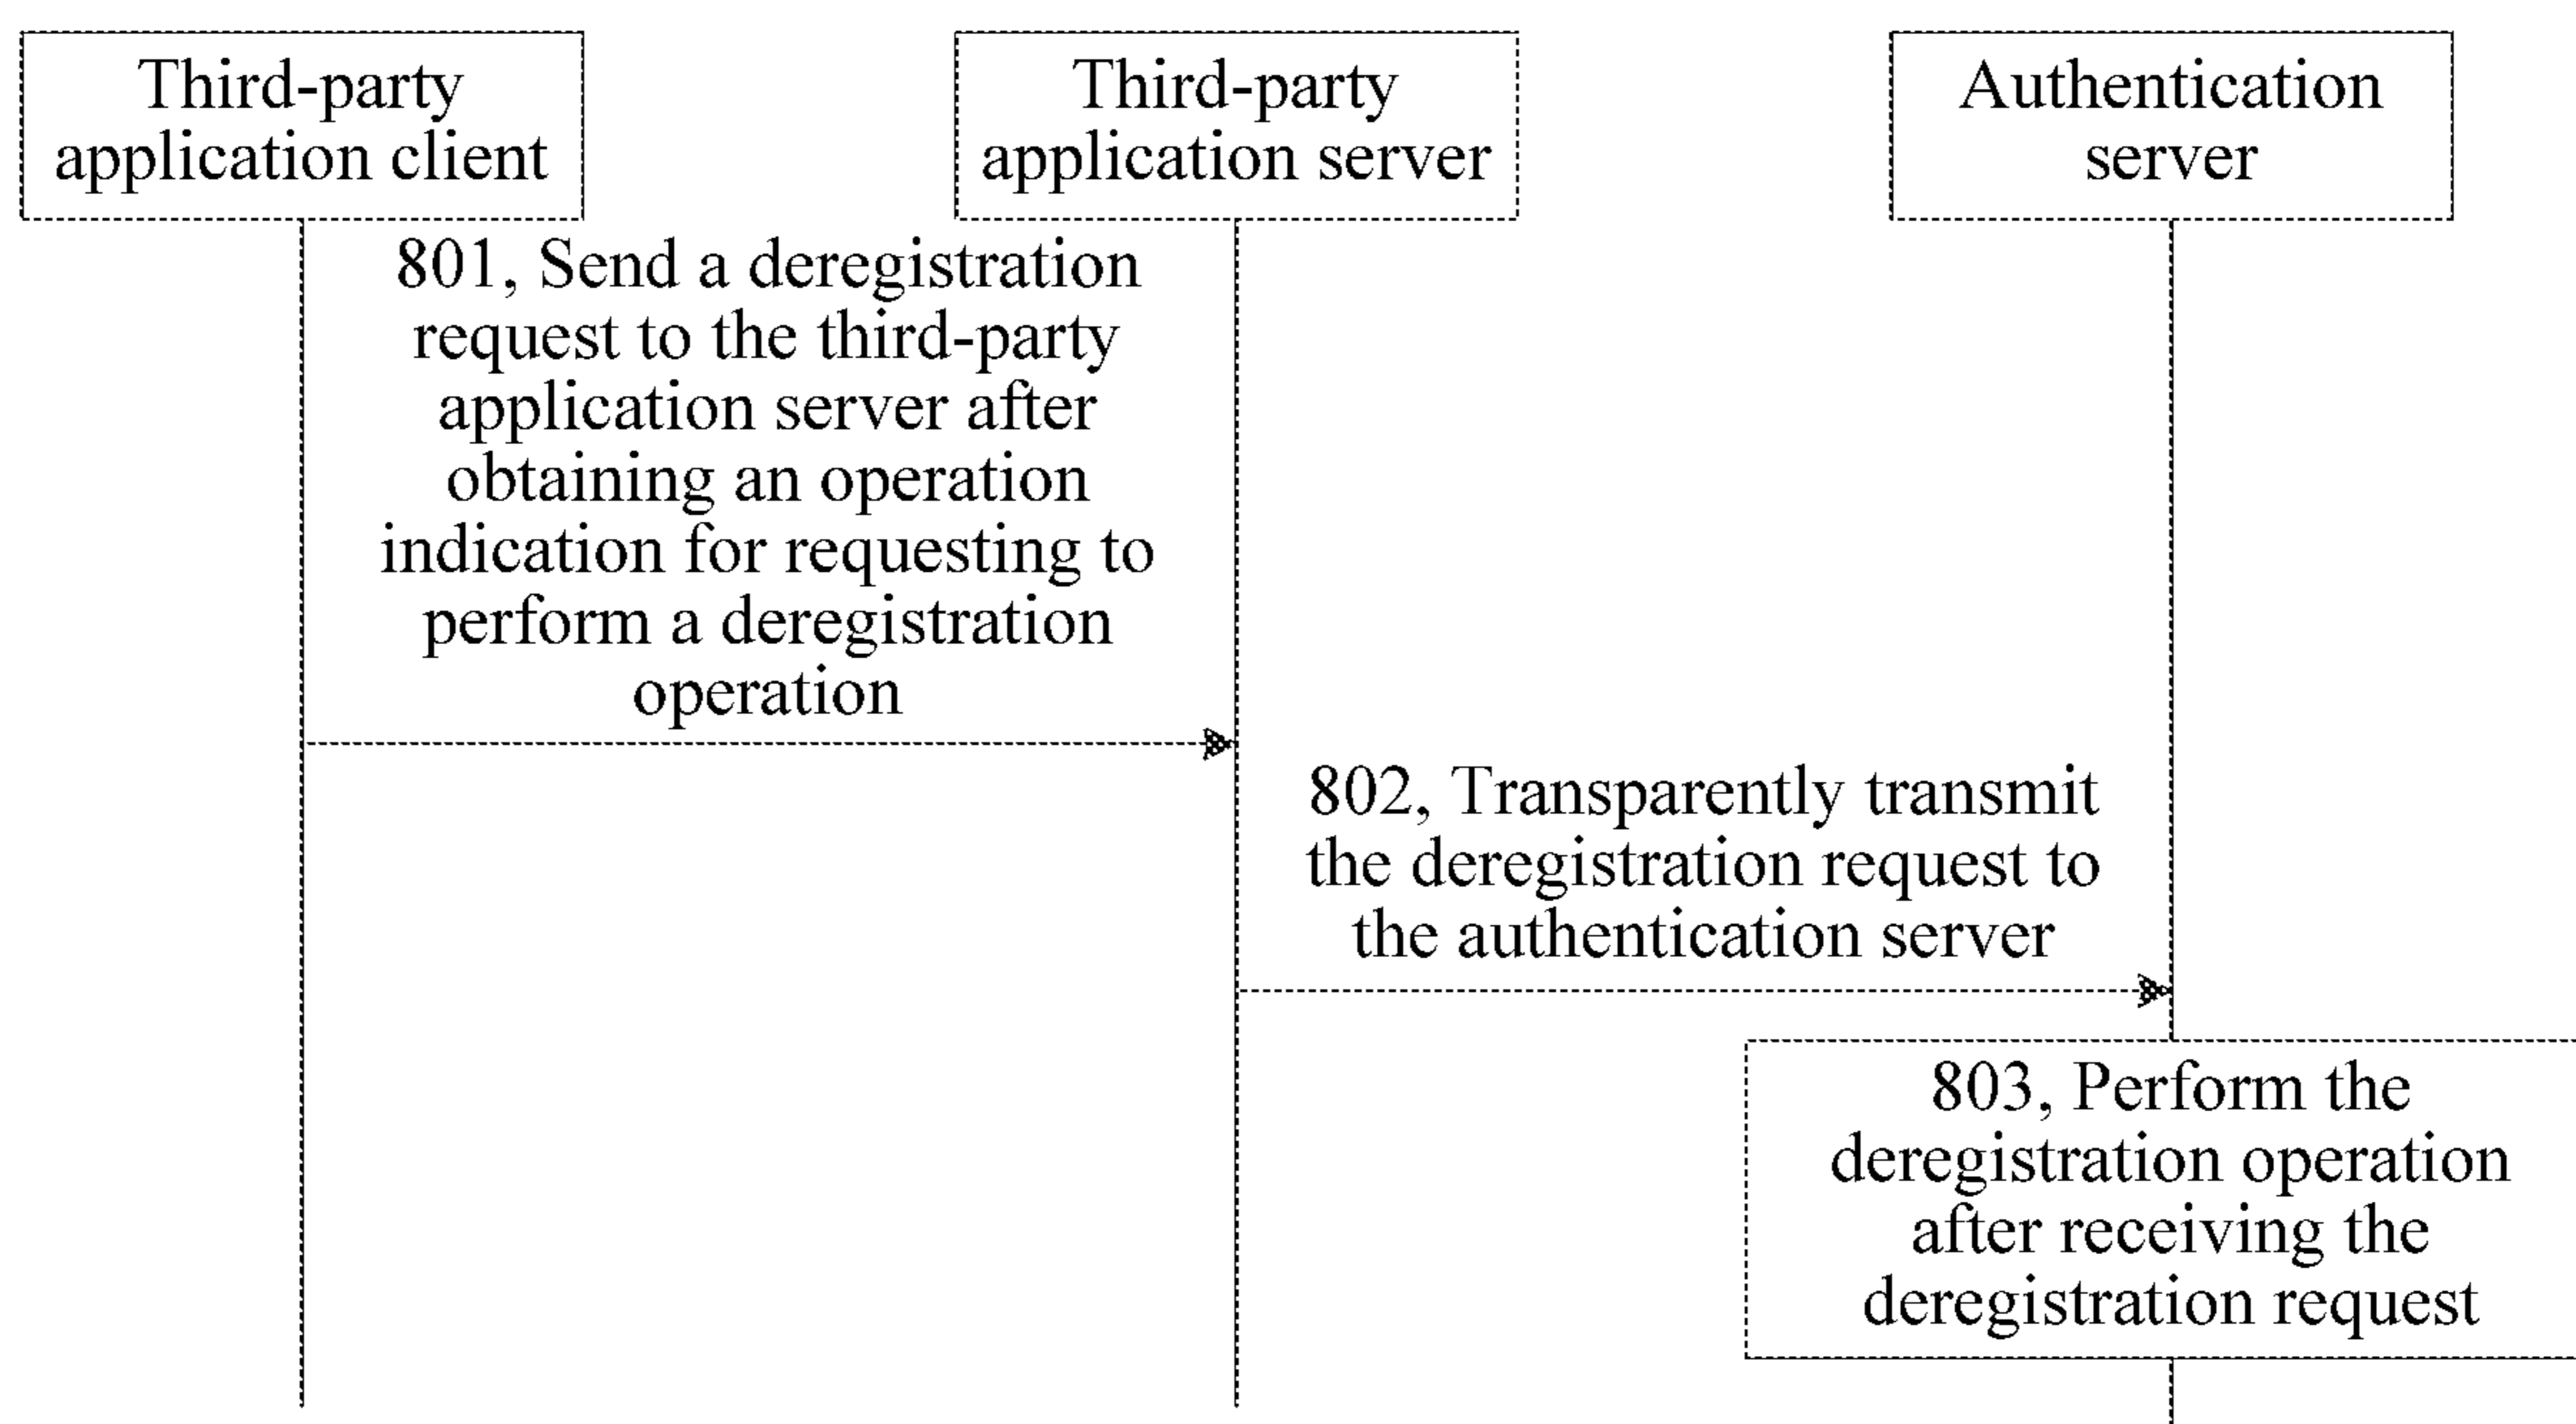 Third-party
application client
Third-party
application server
Authentication
server
801, Send a deregistration
request to the third-party
application server after
obtaining an operation
indication for requesting to
perform a deregistration
operation
802, Transparently transmit
the deregistration request to
the authentication server
803, Perform the
deregistration operation
after receiving the
deregistration request